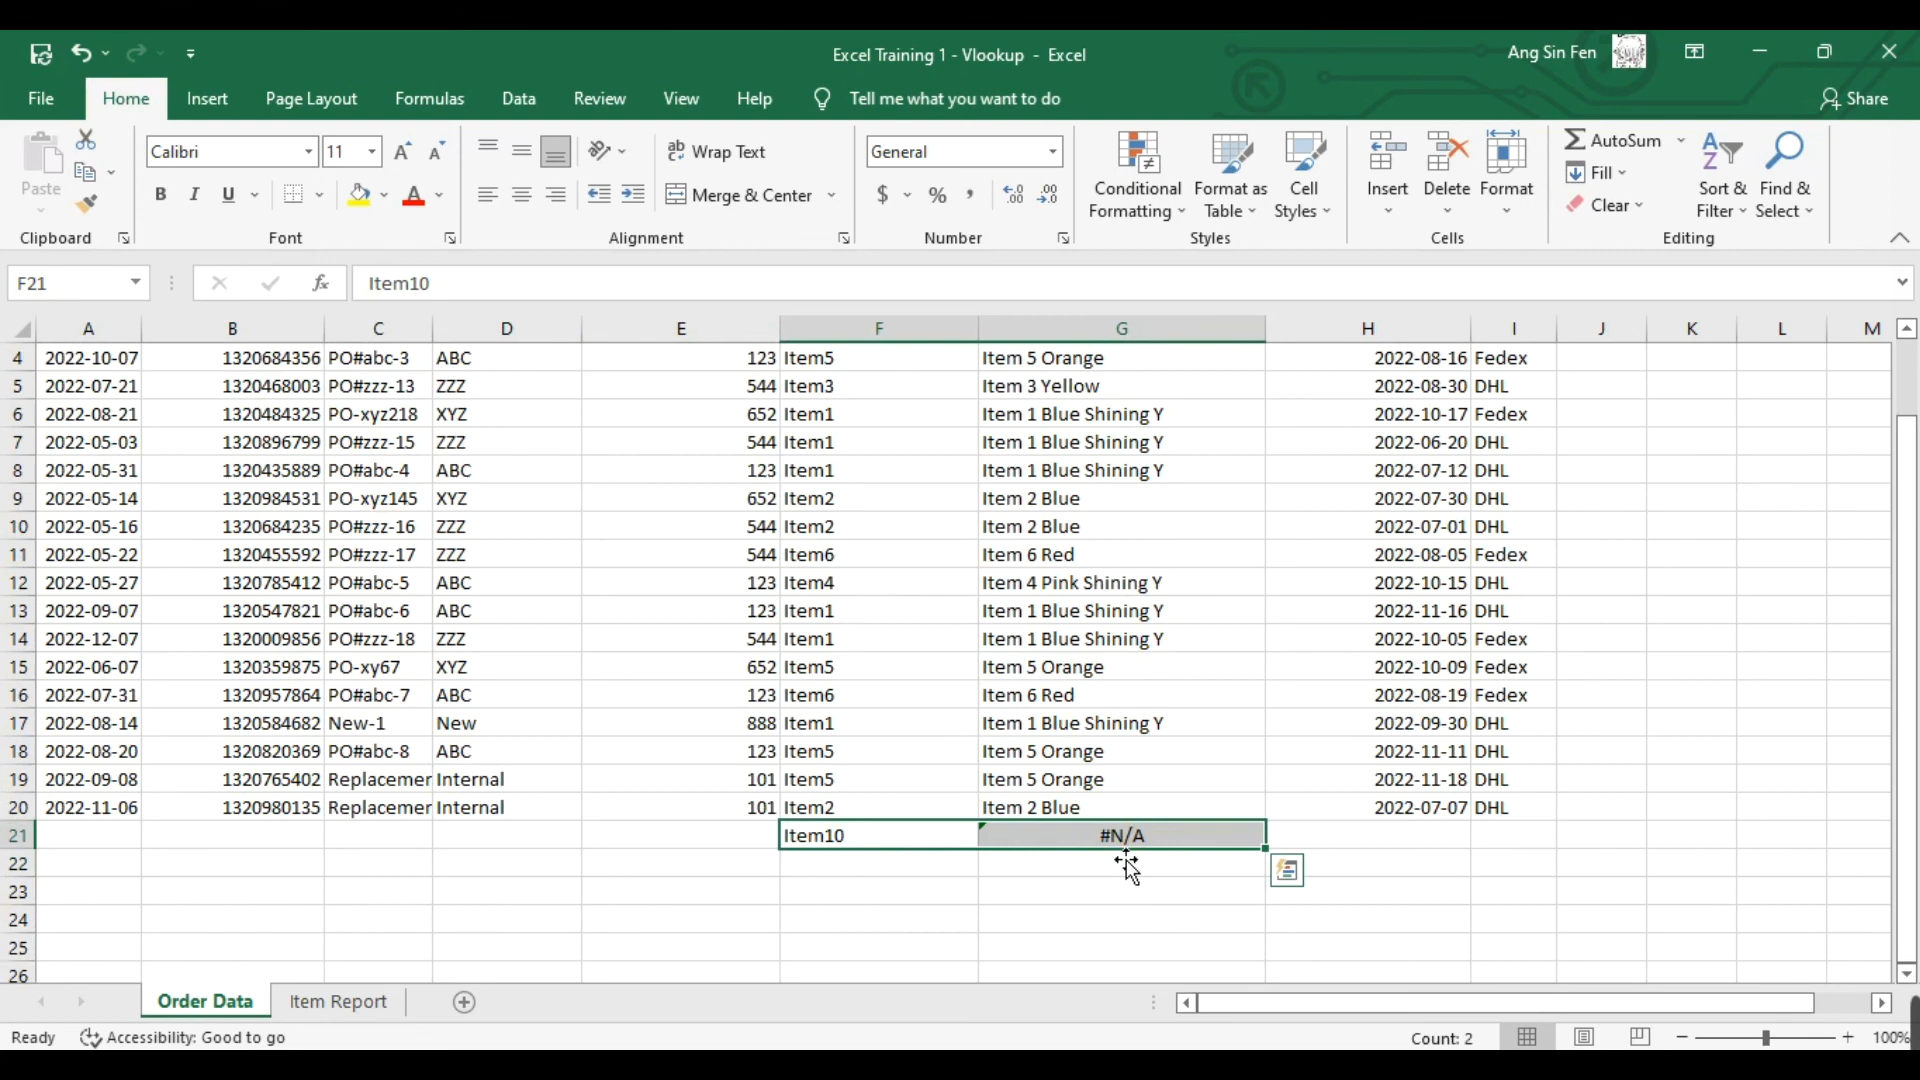 Excel Training 1 - Vlookup - Excel
Ang Sin Fen
File Home Insert Page Layout Formulas Data Review View Help Tell me what you want to do Share
Paste
Clipboard
Calibri 11
B I U
Font
Wrap Text
Merge & Center
Alignment
General
$ % ,
Number
Conditional Formatting
Format as Table
Cell Styles
Styles
Insert Delete Format
Cells
AutoSum
Fill
Clear
Sort & Filter
Find & Select
Editing
F21 fx Item10
A B C D E F G H I J K L M
4 2022-10-07 1320684356 PO#abc-3 ABC 123 Item5 Item 5 Orange 2022-08-16 Fedex
5 2022-07-21 1320468003 PO#zzz-13 ZZZ 544 Item3 Item 3 Yellow 2022-08-30 DHL
6 2022-08-21 1320484325 PO-xyz218 XYZ 652 Item1 Item 1 Blue Shining Y 2022-10-17 Fedex
7 2022-05-03 1320896799 PO#zzz-15 ZZZ 544 Item1 Item 1 Blue Shining Y 2022-06-20 DHL
8 2022-05-31 1320435889 PO#abc-4 ABC 123 Item1 Item 1 Blue Shining Y 2022-07-12 DHL
9 2022-05-14 1320984531 PO-xyz145 XYZ 652 Item2 Item 2 Blue 2022-07-30 DHL
10 2022-05-16 1320684235 PO#zzz-16 ZZZ 544 Item2 Item 2 Blue 2022-07-01 DHL
11 2022-05-22 1320455592 PO#zzz-17 ZZZ 544 Item6 Item 6 Red 2022-08-05 Fedex
12 2022-05-27 1320785412 PO#abc-5 ABC 123 Item4 Item 4 Pink Shining Y 2022-10-15 DHL
13 2022-09-07 1320547821 PO#abc-6 ABC 123 Item1 Item 1 Blue Shining Y 2022-11-16 DHL
14 2022-12-07 1320009856 PO#zzz-18 ZZZ 544 Item1 Item 1 Blue Shining Y 2022-10-05 Fedex
15 2022-06-07 1320359875 PO-xy67 XYZ 652 Item5 Item 5 Orange 2022-10-09 Fedex
16 2022-07-31 1320957864 PO#abc-7 ABC 123 Item6 Item 6 Red 2022-08-19 Fedex
17 2022-08-14 1320584682 New-1 New 888 Item1 Item 1 Blue Shining Y 2022-09-30 DHL
18 2022-08-20 1320820369 PO#abc-8 ABC 123 Item5 Item 5 Orange 2022-11-11 DHL
19 2022-09-08 1320765402 Replacemer Internal 101 Item5 Item 5 Orange 2022-11-18 DHL
20 2022-11-06 1320980135 Replacemer Internal 101 Item2 Item 2 Blue 2022-07-07 DHL
21 Item10 #N/A
22
23
24
25
26
Order Data Item Report
Ready Accessibility: Good to go Count: 2 100%